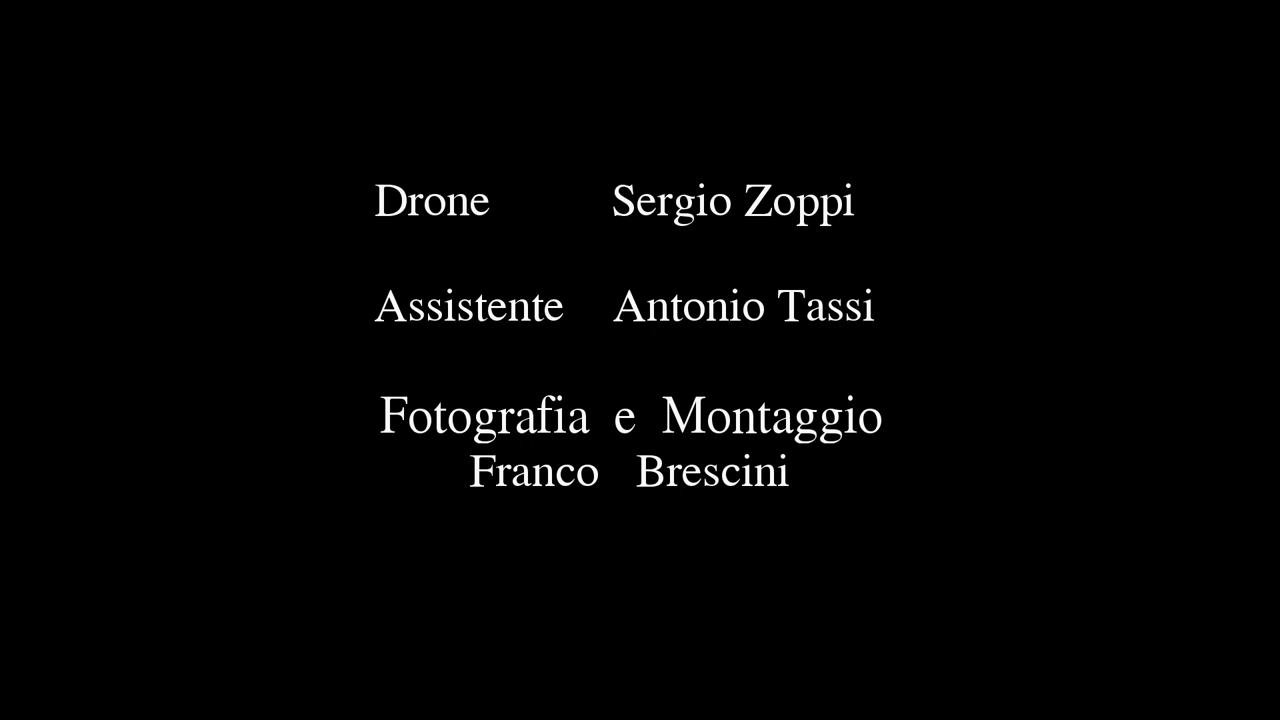 Drone Sergio Zoppi
Assistente Antonio Tassi
Fotografia e Montaggio
Franco Brescini